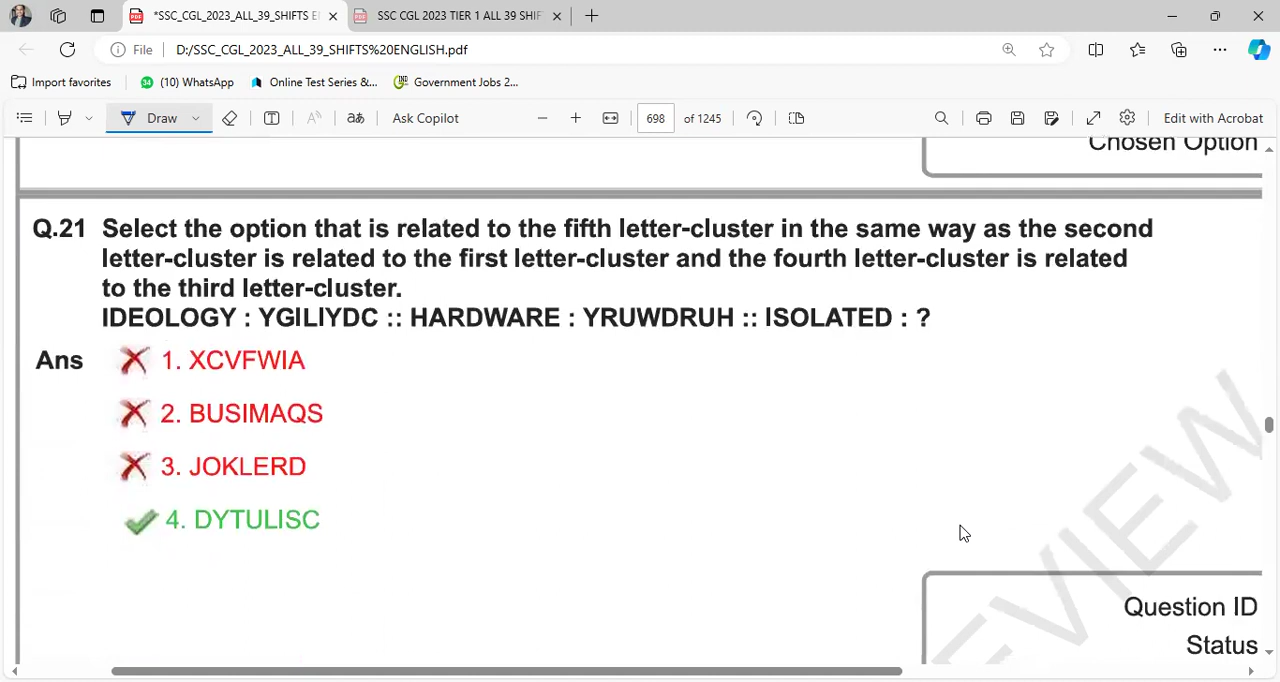 *SSC_CGL_2023_ALL_39_SHIFTS E
SSC CGL 2023 TIER 1 ALL 39 SHIF
File
D:/SSC_CGL_2023_ALL_39_SHIFTS%20ENGLISH.pdf
Import favorites
(10) WhatsApp
Online Test Series &...
Government Jobs 2...
Draw
Ask Copilot
698 of 1245
Edit with Acrobat
Chosen Option
Q.21 Select the option that is related to the fifth letter-cluster in the same way as the second
letter-cluster is related to the first letter-cluster and the fourth letter-cluster is related
to the third letter-cluster.
IDEOLOGY : YGILIYDC :: HARDWARE : YRUWDRUH :: ISOLATED : ?
Ans
1. XCVFWIA
2. BUSIMAQS
3. JOKLERD
4. DYTULISC
VIEW
Question ID
Status